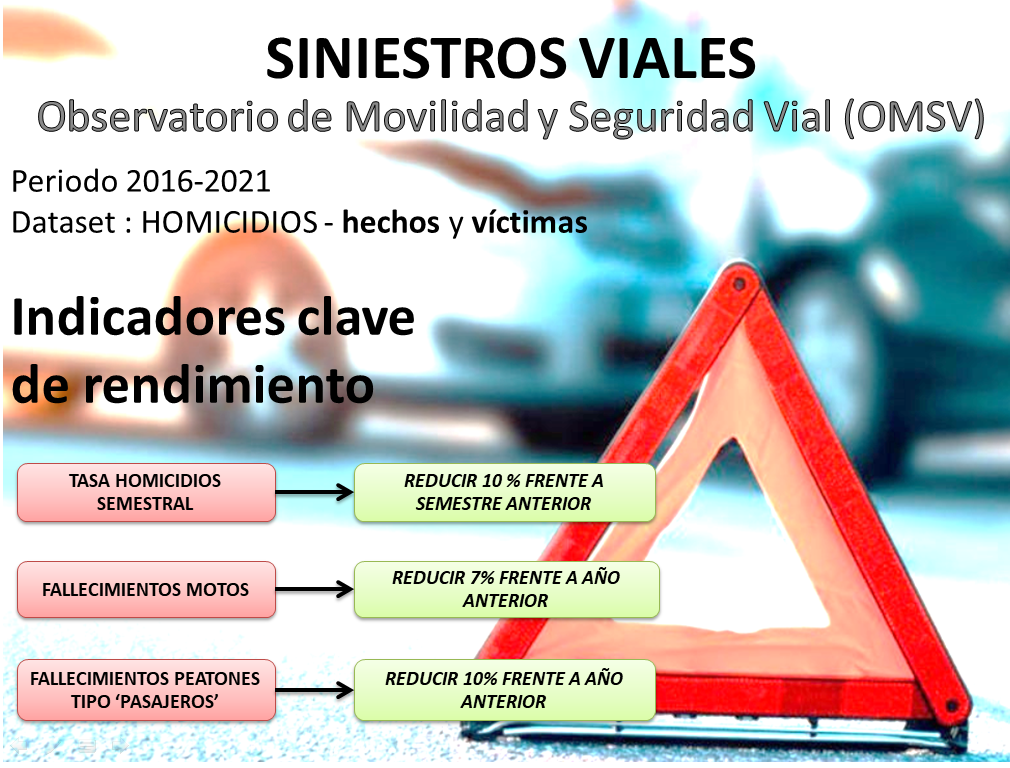 SINIESTROS VIALES
Observatorio de Movilidad y Seguridad Vial (OMSV)
Periodo 2016-2021
Dataset : HOMICIDIOS - hechos y víctimas
Indicadores clave
de rendimiento
TASA HOMICIDIOS
SEMESTRAL
REDUCIR 10 % FRENTE A
SEMESTRE ANTERIOR
FALLECIMIENTOS MOTOS
REDUCIR 7% FRENTE A AÑO
ANTERIOR
FALLECIMIENTOS PEATONES
TIPO ‘PASAJEROS’
REDUCIR 10% FRENTE A AÑO
ANTERIOR